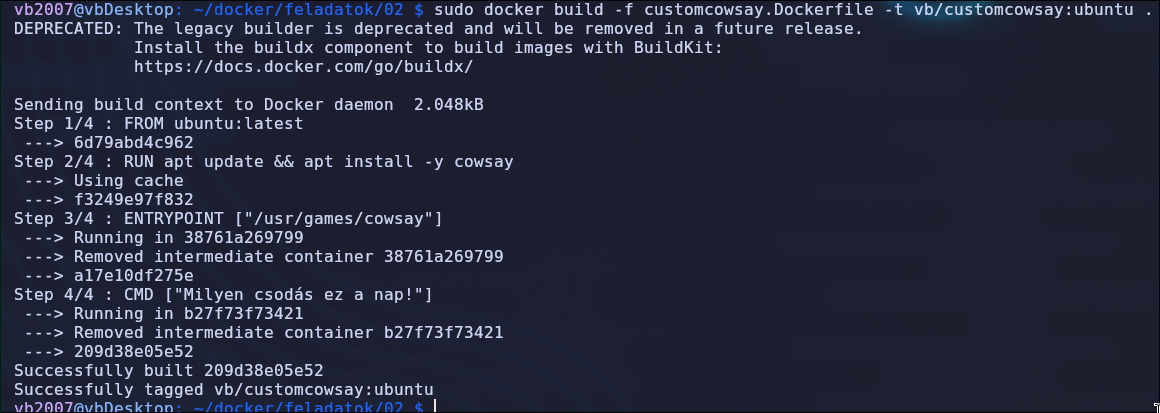 vb2007@vbDesktop: ~/docker/feladatok/02 $ sudo docker build -f customcowsay.Dockerfile -t vb/customcowsay:ubuntu .
DEPRECATED: The legacy builder is deprecated and will be removed in a future release.
            Install the buildx component to build images with BuildKit:
            https://docs.docker.com/go/buildx/

Sending build context to Docker daemon  2.048kB
Step 1/4 : FROM ubuntu:latest
 ---> 6d79abd4c962
Step 2/4 : RUN apt update && apt install -y cowsay
 ---> Using cache
 ---> f3249e97f832
Step 3/4 : ENTRYPOINT ["/usr/games/cowsay"]
 ---> Running in 38761a269799
 ---> Removed intermediate container 38761a269799
 ---> a17e10df275e
Step 4/4 : CMD ["Milyen csodás ez a nap!"]
 ---> Running in b27f73f73421
 ---> Removed intermediate container b27f73f73421
 ---> 209d38e05e52
Successfully built 209d38e05e52
Successfully tagged vb/customcowsay:ubuntu
vb2007@vbDesktop: ~/docker/feladatok/02 $